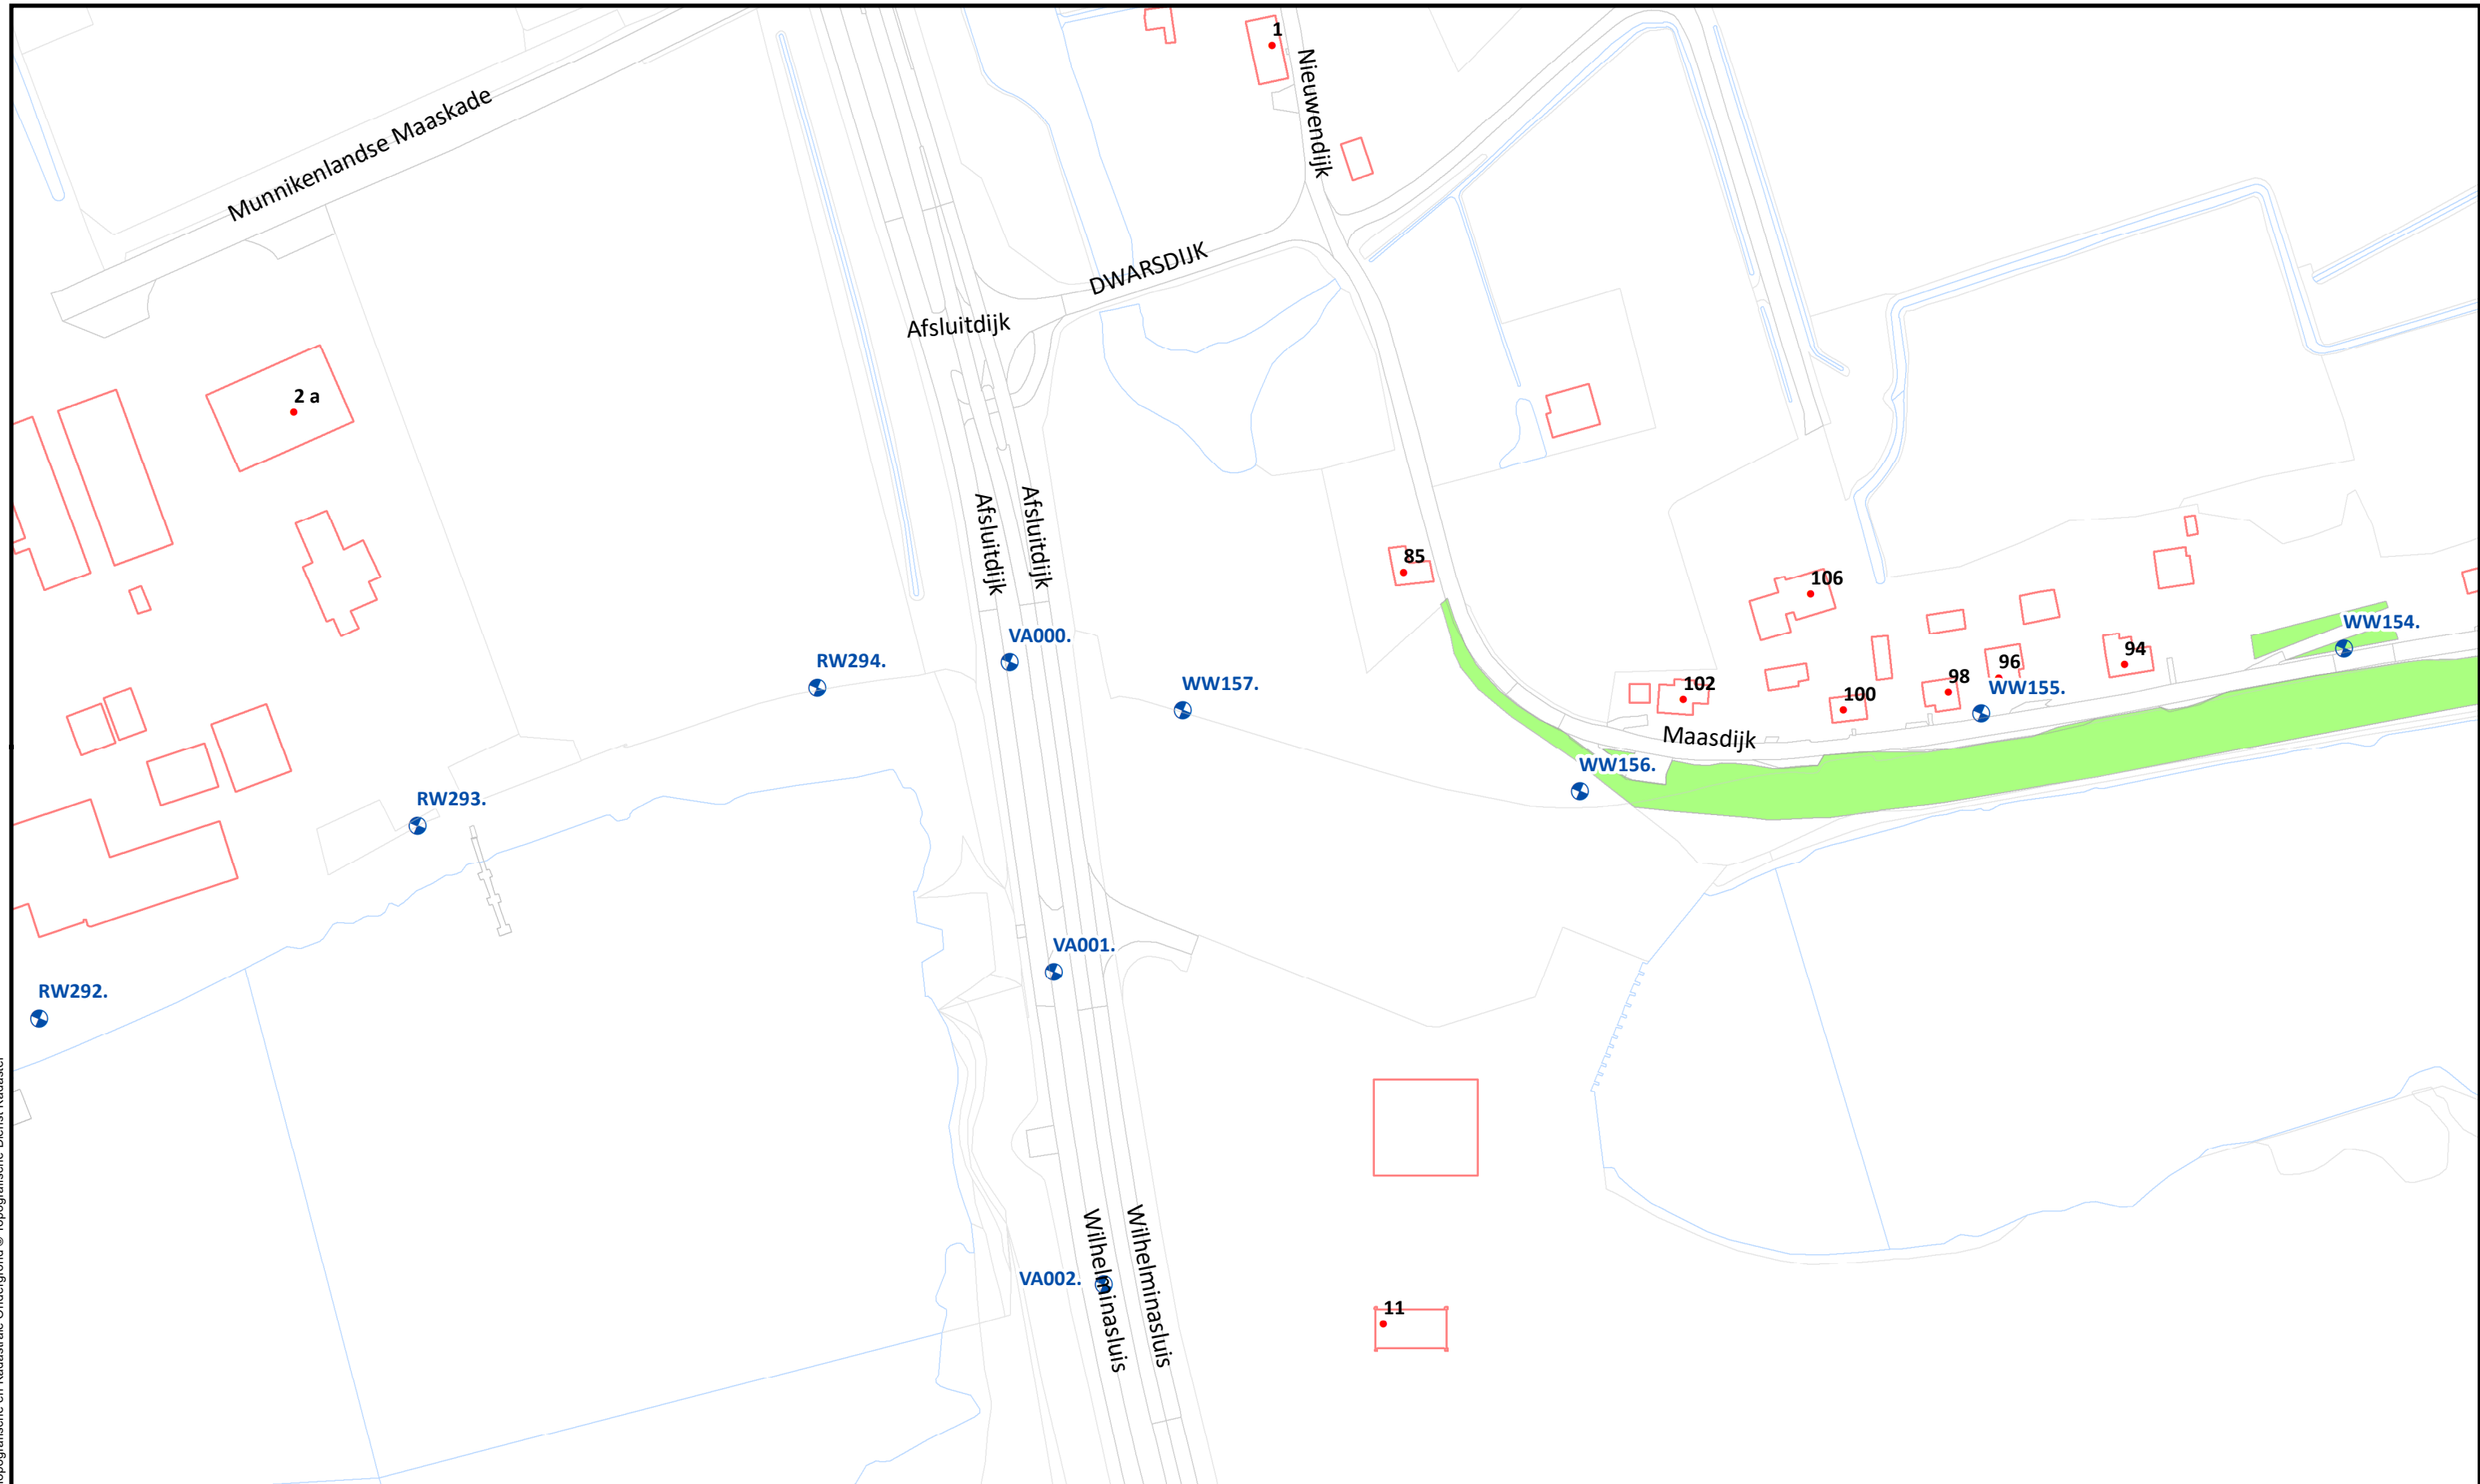 1
Nieuwendijk
Munnikenlandse Maaskade
DWARSDIJK
Afsluitdijk
2 a
Afsluitdijk
Afsluitdijk
85
106
VA000.
WW154.
RW294.
WW157.
94
96
98
WW155.
102
100
Maasdijk
WW156.
RW293.
VA001.
RW292.
Wilhelminasluis
Wilhelminasluis
VA002.
11